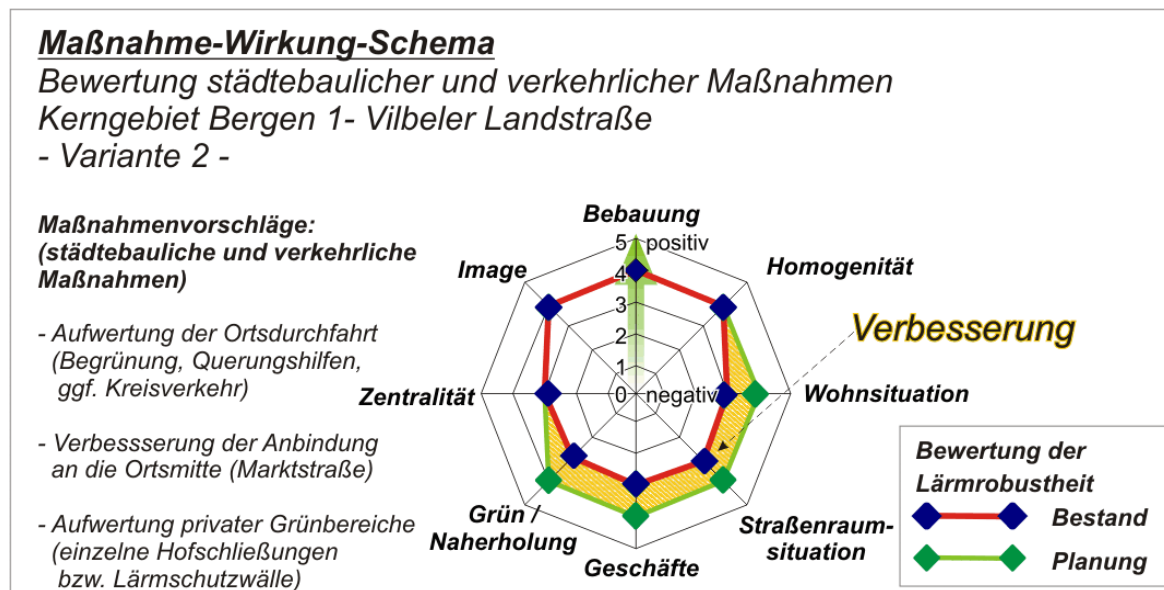 Maßnahme-Wirkung-Schema
Bewertung städtebaulicher und verkehrlicher Maßnahmen
Kerngebiet Bergen 1- Vilbeler Landstraße
- Variante 2 -
Maßnahmenvorschläge:
(städtebauliche und verkehrliche
Maßnahmen)
- Aufwertung der Ortsdurchfahrt
(Begrünung, Querungshilfen,
ggf. Kreisverkehr)
- Verbessserung der Anbindung
an die Ortsmitte (Marktstraße)
- Aufwertung privater Grünbereiche
(einzelne Hofschließungen
bzw. Lärmschutzwälle)
Bebauung
5 positiv
4
3
2
1
0 negativ
Homogenität
Verbesserung
Wohnsituation
Straßenraum-
situation
Geschäfte
Grün /
Naherholung
Zentralität
Image
Bewertung der
Lärmrobustheit
Bestand
Planung